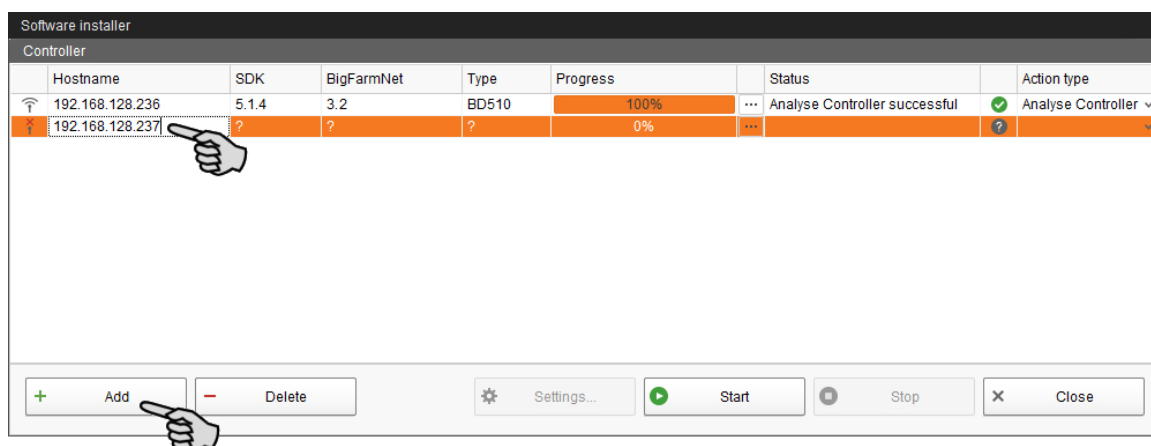 Software installer
Controller
Hostname SDK BigFarmNet Type Progress Status Action type
192.168.128.236 5.1.4 3.2 BD510 100% ... Analyse Controller successful Analyse Controller
192.168.128.237 ? ? ? 0% ... ?
+ Add - Delete Settings... Start Stop × Close